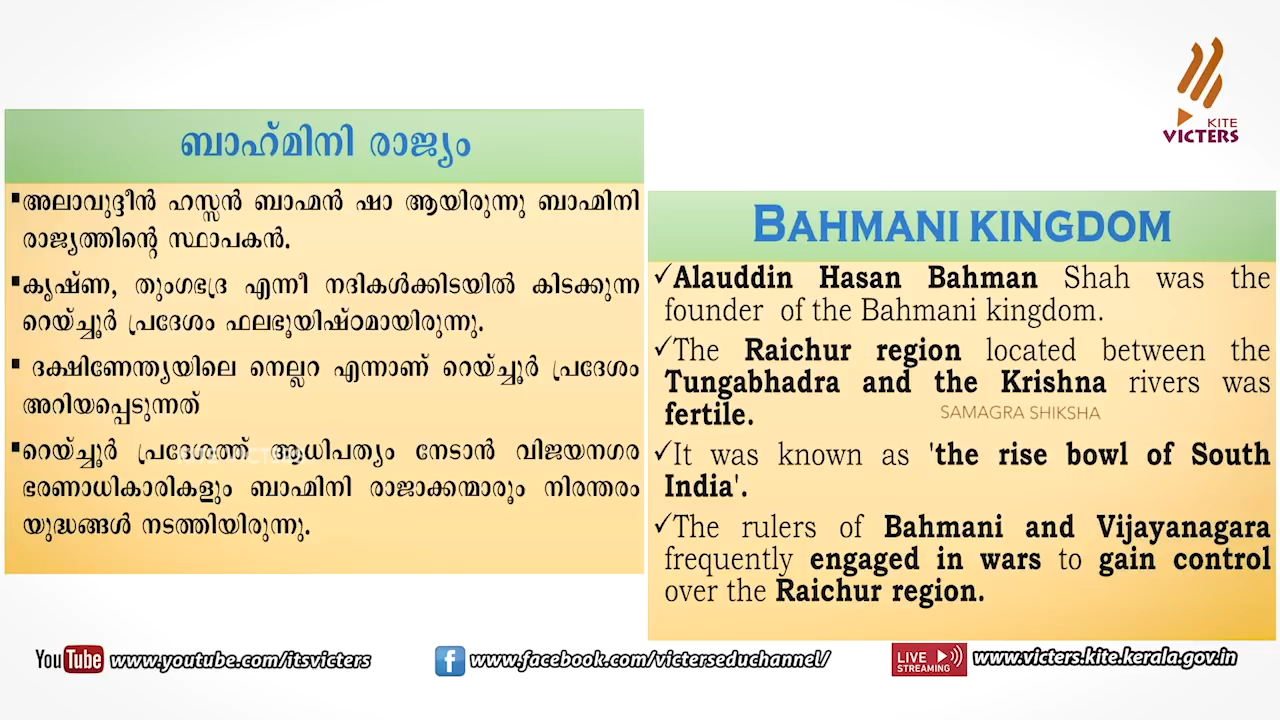 KITE
VICTERS
ബാഹ്മിനി രാജ്യം
▪അലാവുദ്ദീൻ ഹസ്സൻ ബാഹ്മൻ ഷാ ആയിരുന്നു ബാഹ്മിനി
രാജ്യത്തിന്റെ സ്ഥാപകൻ.
▪കൃഷ്ണ, തുംഗഭദ്ര എന്നീ നദികൾക്കിടയിൽ കിടക്കുന്ന
റെയ്ച്ചൂർ പ്രദേശം ഫലഭൂയിഷ്ഠമായിരുന്നു.
▪ ദക്ഷിണേന്ത്യയിലെ നെല്ലറ എന്നാണ് റെയ്ച്ചൂർ പ്രദേശം
അറിയപ്പെടുന്നത്
▪റെയ്ച്ചൂർ പ്രദേശത്ത് ആധിപത്യം നേടാൻ വിജയനഗര
ഭരണാധികാരികളും ബാഹ്മിനി രാജാക്കന്മാരൂം നിരന്തരം
യുദ്ധങ്ങൾ നടത്തിയിരുന്നു.
KITE VICTERS
BAHMANI KINGDOM
✓Alauddin Hasan Bahman Shah was the
founder of the Bahmani kingdom.
✓The Raichur region located between the
Tungabhadra and the Krishna rivers was
fertile.
SAMAGRA SHIKSHA
✓It was known as 'the rise bowl of South
India'.
✓The rulers of Bahmani and Vijayanagara
frequently engaged in wars to gain control
over the Raichur region.
YouTube www.youtube.com/itsvicters
f www.facebook.com/victerseduchannel/
LIVE
STREAMING
www.victers.kite.kerala.gov.in